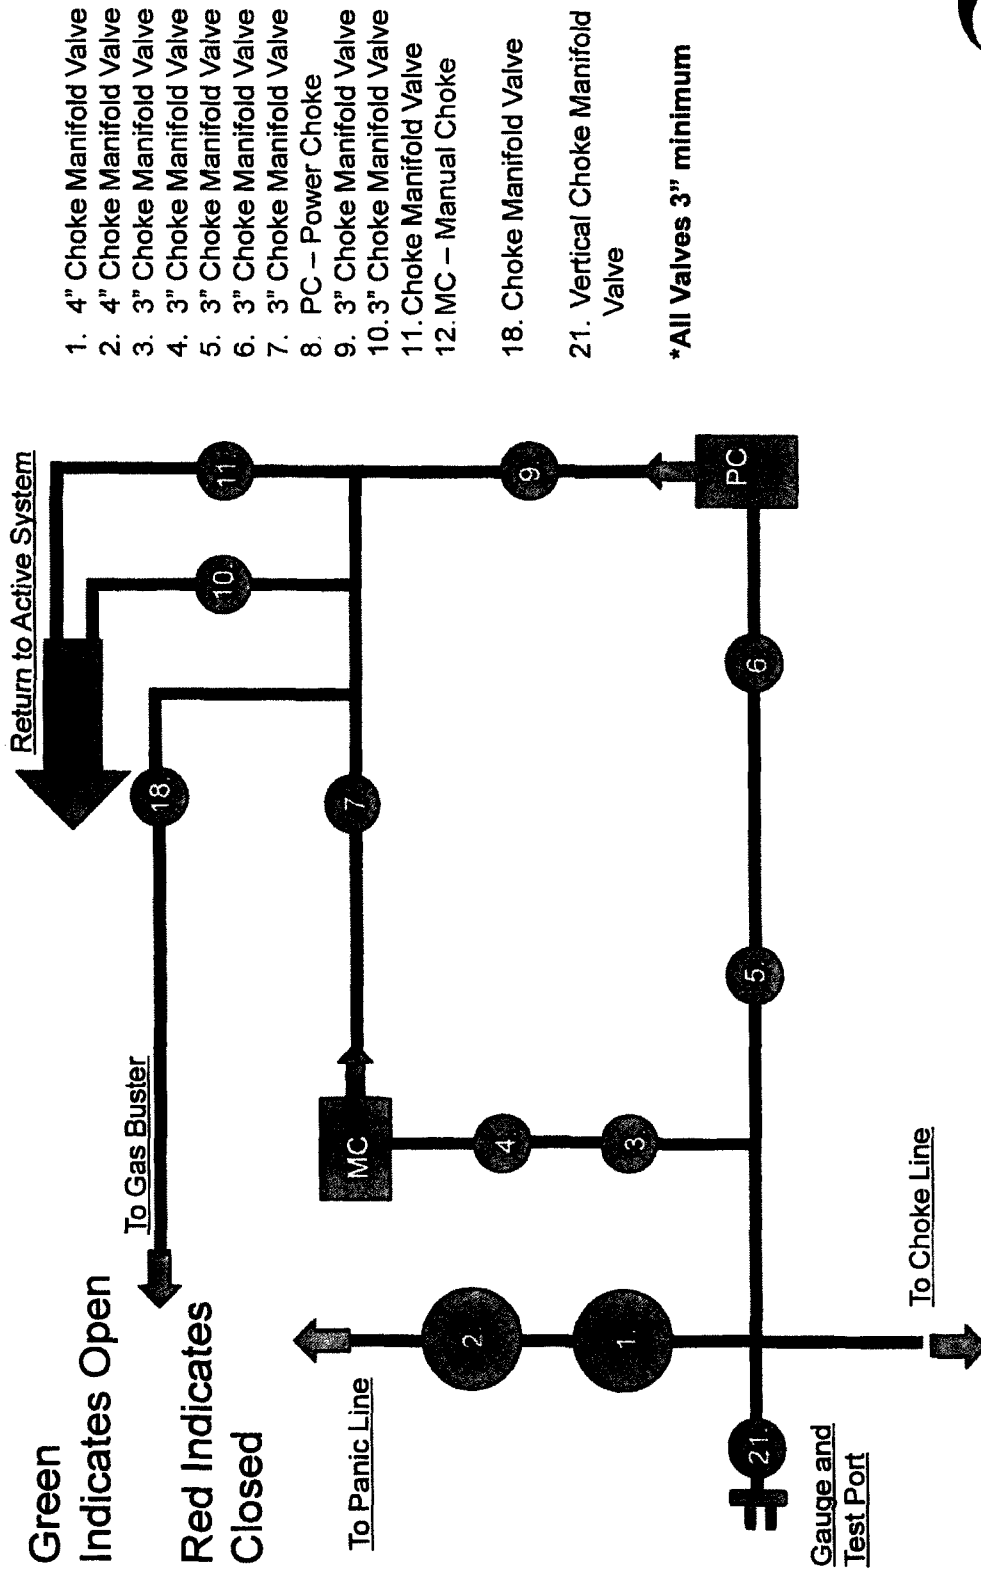 Green
Indicates Open
Red Indicates
Closed
To Gas Buster
Return to Active System
To Panic Line
Gauge and
Test Port
To Choke Line
18.
11.
10.
7
9.
MC
PC
4.
3.
2.
1.
5.
6
21.
1. 4” Choke Manifold Valve
2. 4” Choke Manifold Valve
3. 3” Choke Manifold Valve
4. 3” Choke Manifold Valve
5. 3” Choke Manifold Valve
6. 3” Choke Manifold Valve
7. 3” Choke Manifold Valve
8. PC – Power Choke
9. 3” Choke Manifold Valve
10. 3” Choke Manifold Valve
11. Choke Manifold Valve
12. MC – Manual Choke
18. Choke Manifold Valve
21. Vertical Choke Manifold
Valve
*All Valves 3” minimum